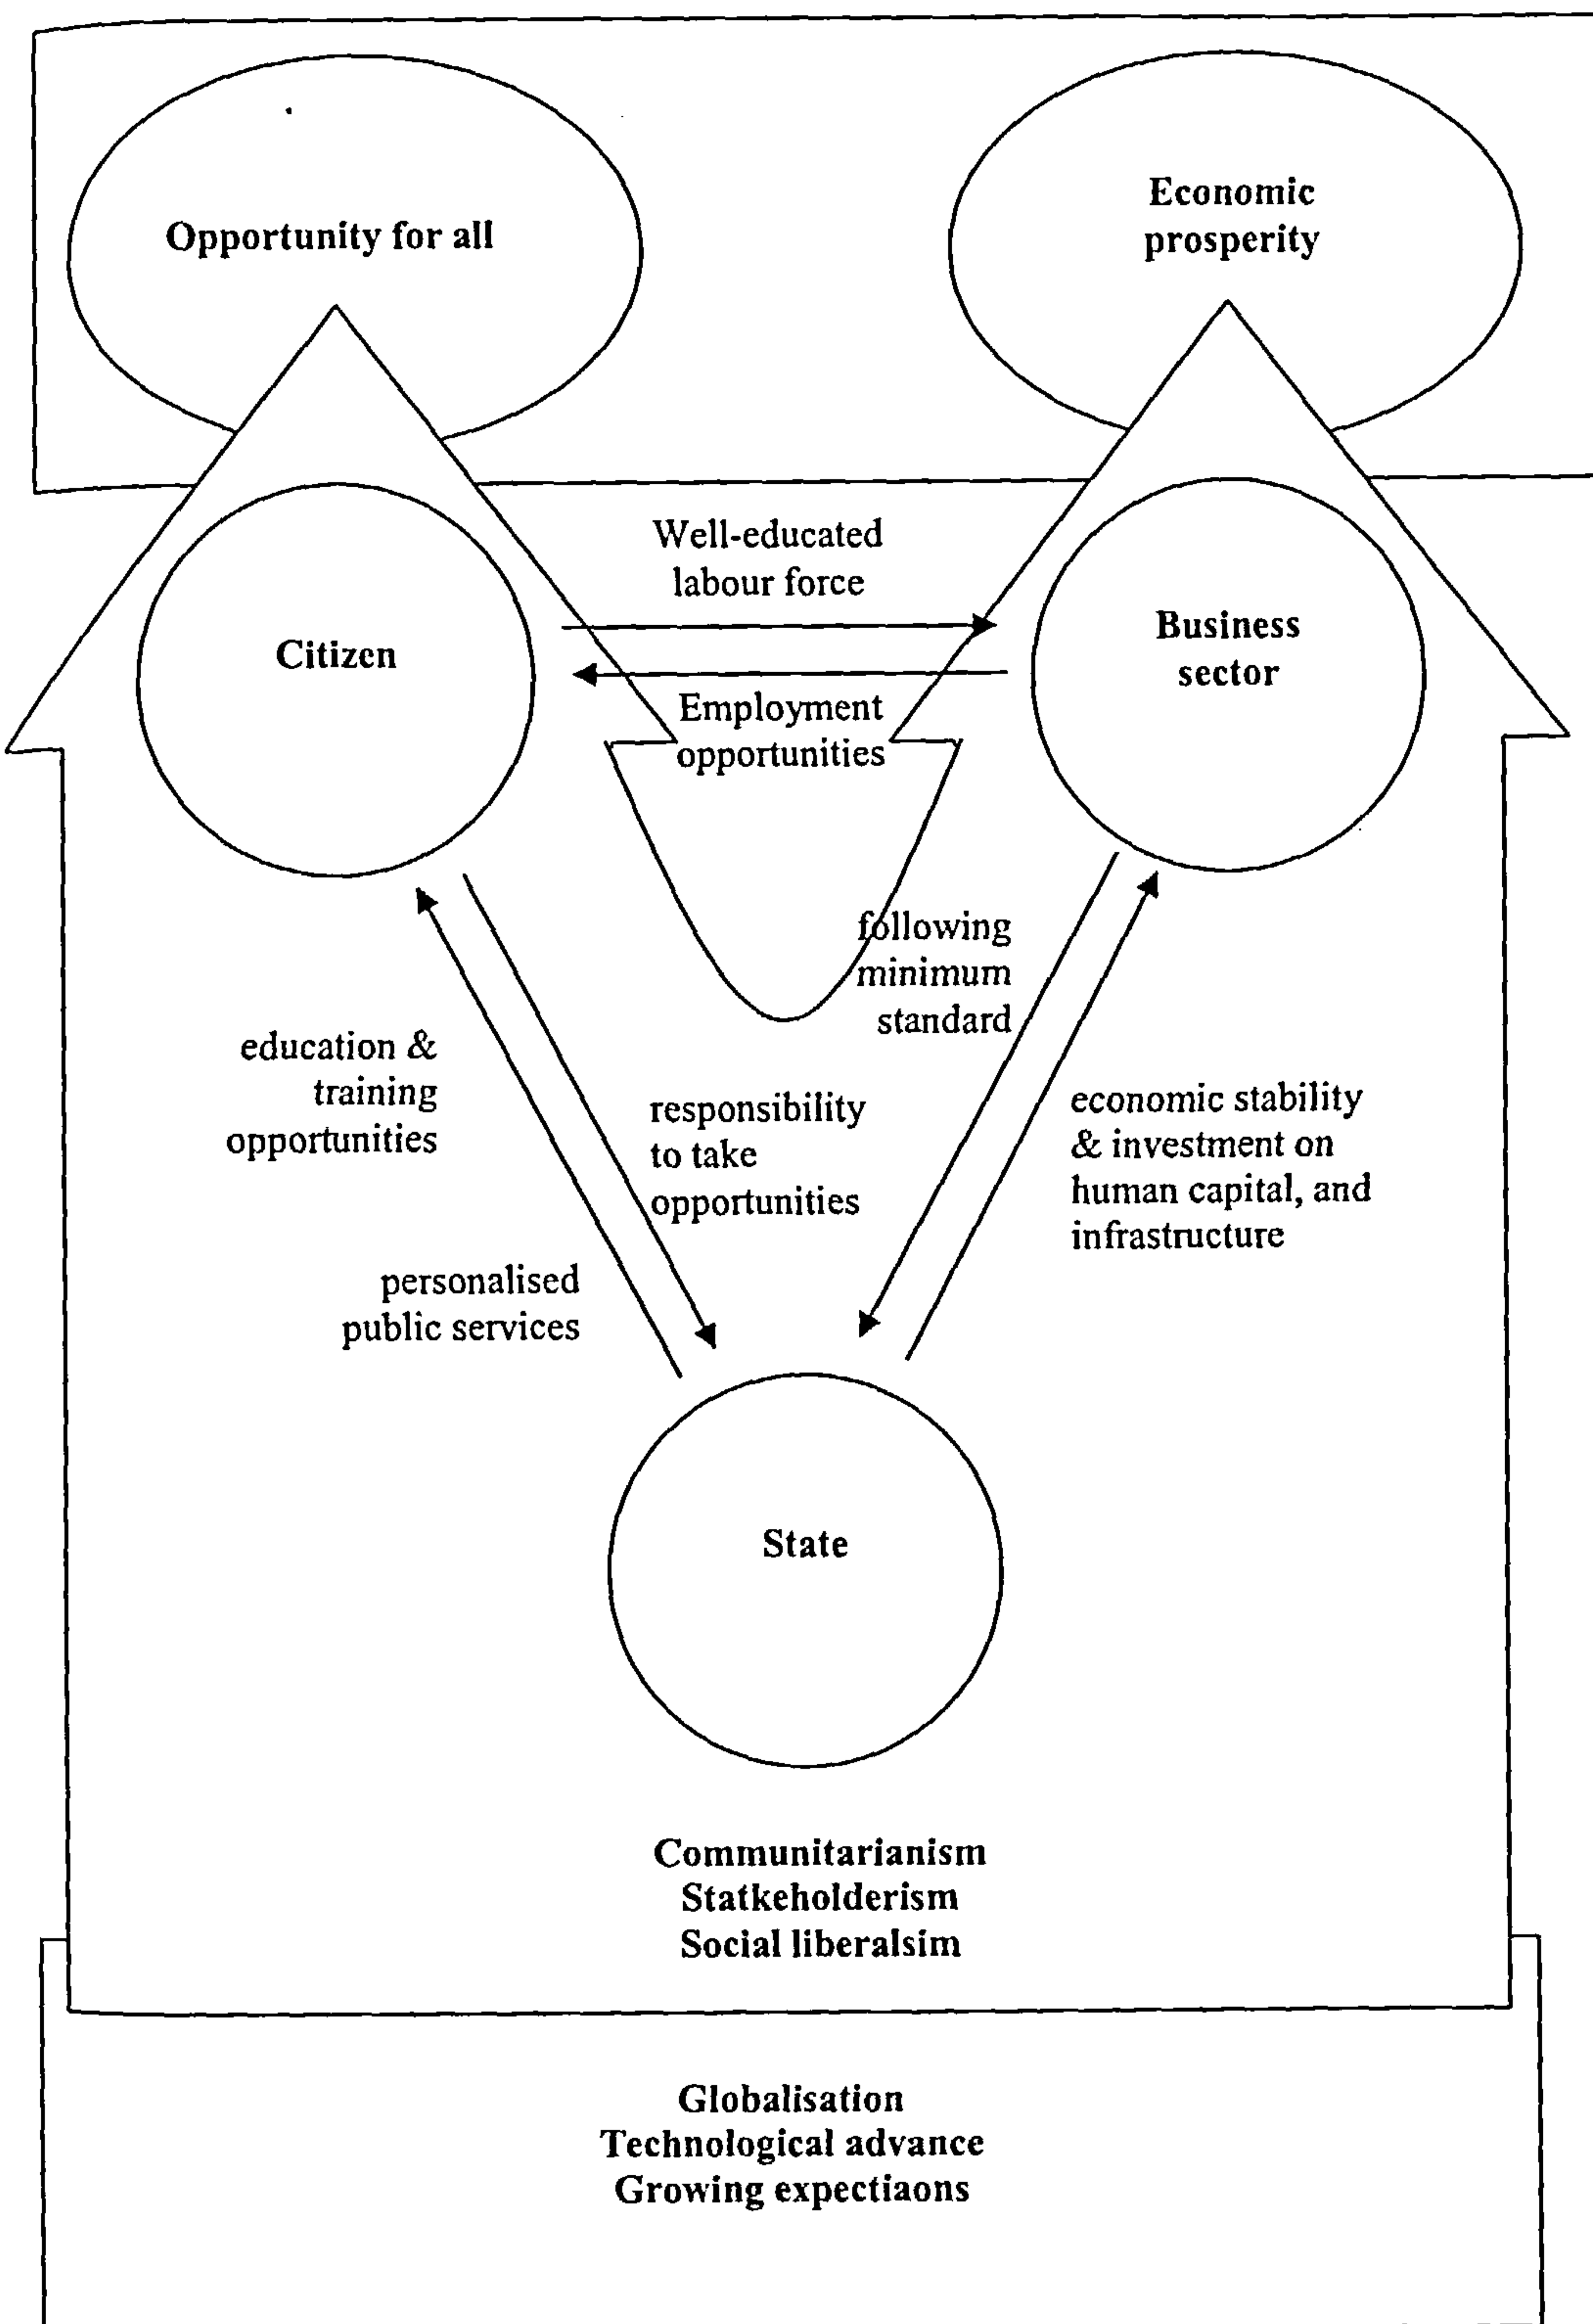 Opportunity for all
Economic
prosperity
Well-educated
labour force
Citizen
Business
sector
Employment
opportunities
following
minimum
standard
education &
training
opportunities
responsibility
to take
opportunities
economic stability
& investment on
human capital, and
infrastructure
personalised
public services
State
Communitarianism
Statkeholderism
Social liberalsim
Globalisation
Technological advance
Growing expectiaons